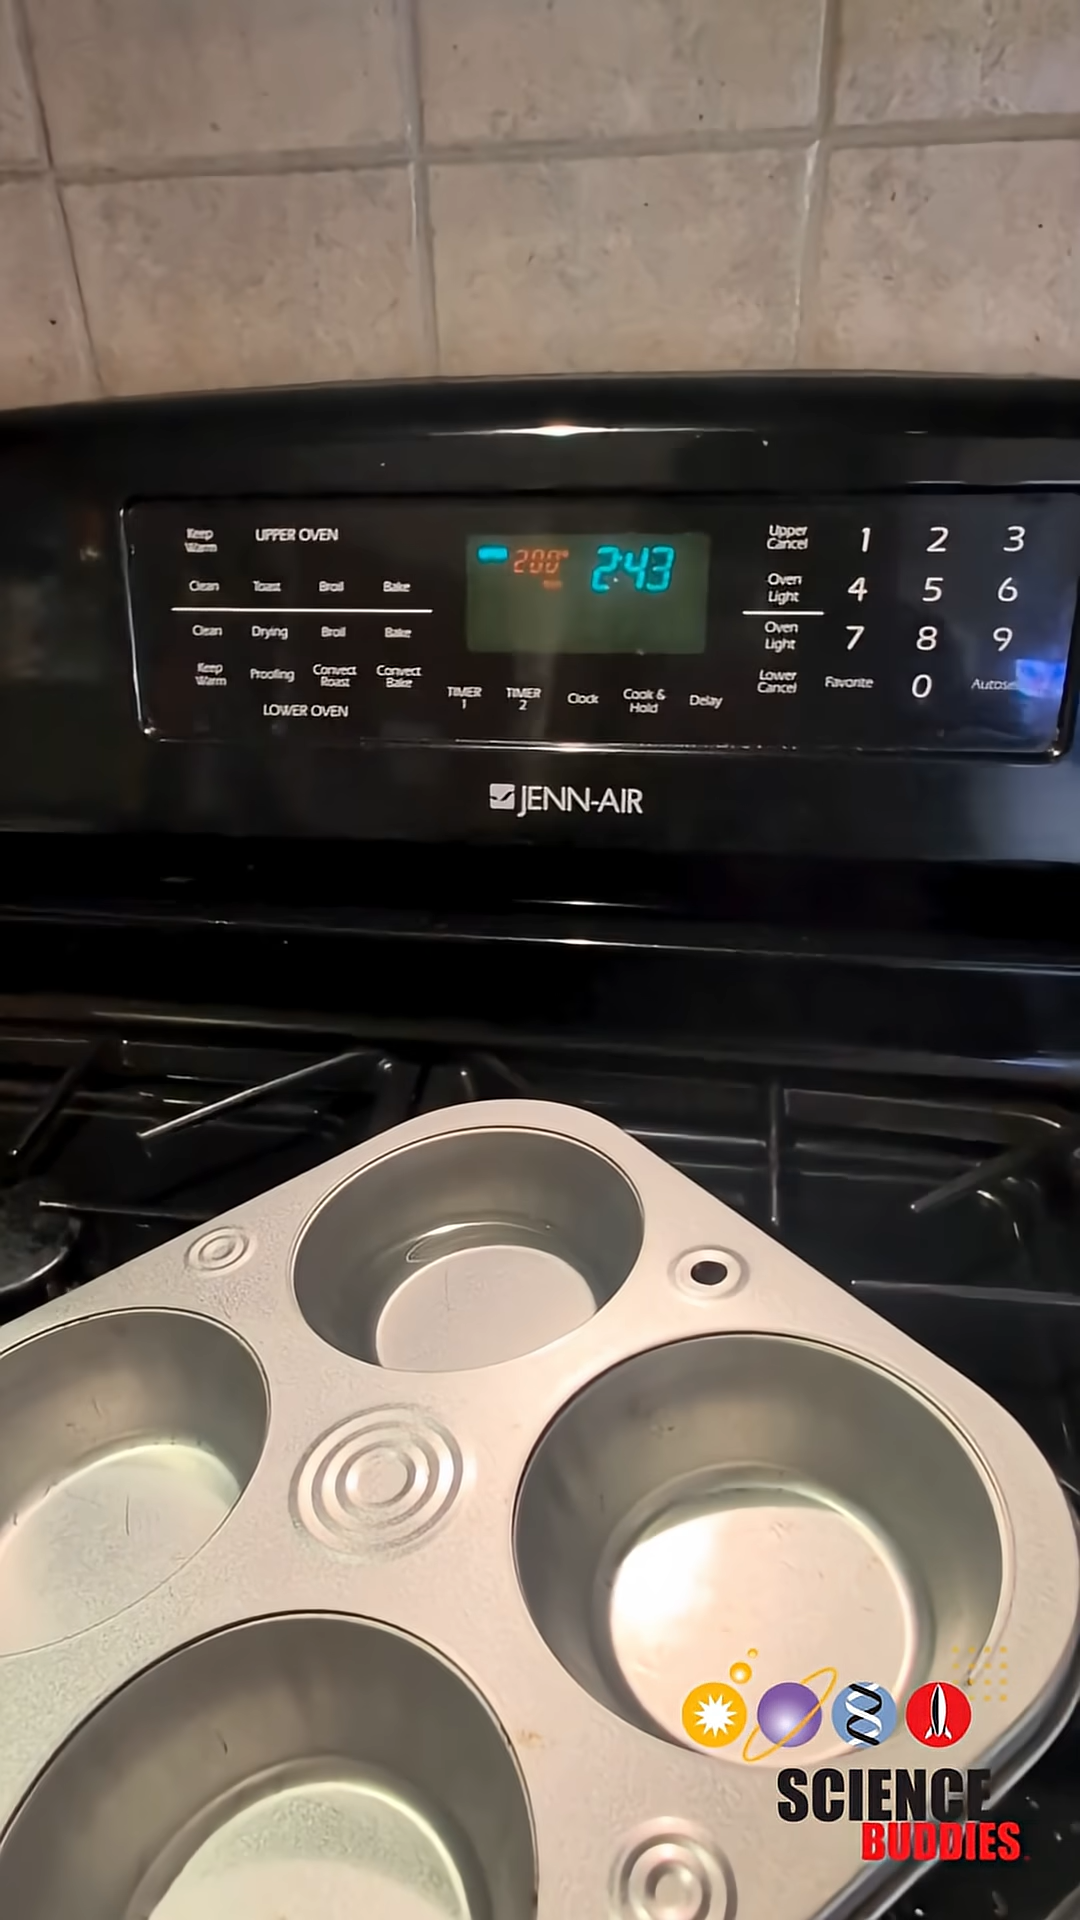 Keep
Warm
UPPER OVEN
Clean Toast Broil Bake
Clean Drying Broil Bake
Keep
Warm
Proofing
Convect
Roast
Convect
Bake
LOWER OVEN
200°
2:43
TIMER
1
TIMER
2
Clock
Cook &
Hold
Delay
Upper
Cancel
1 2 3
Oven
Light
4 5 6
Oven
Light
7 8 9
Lower
Cancel
Favorite
0
JENN-AIR
SCIENCE
BUDDIES